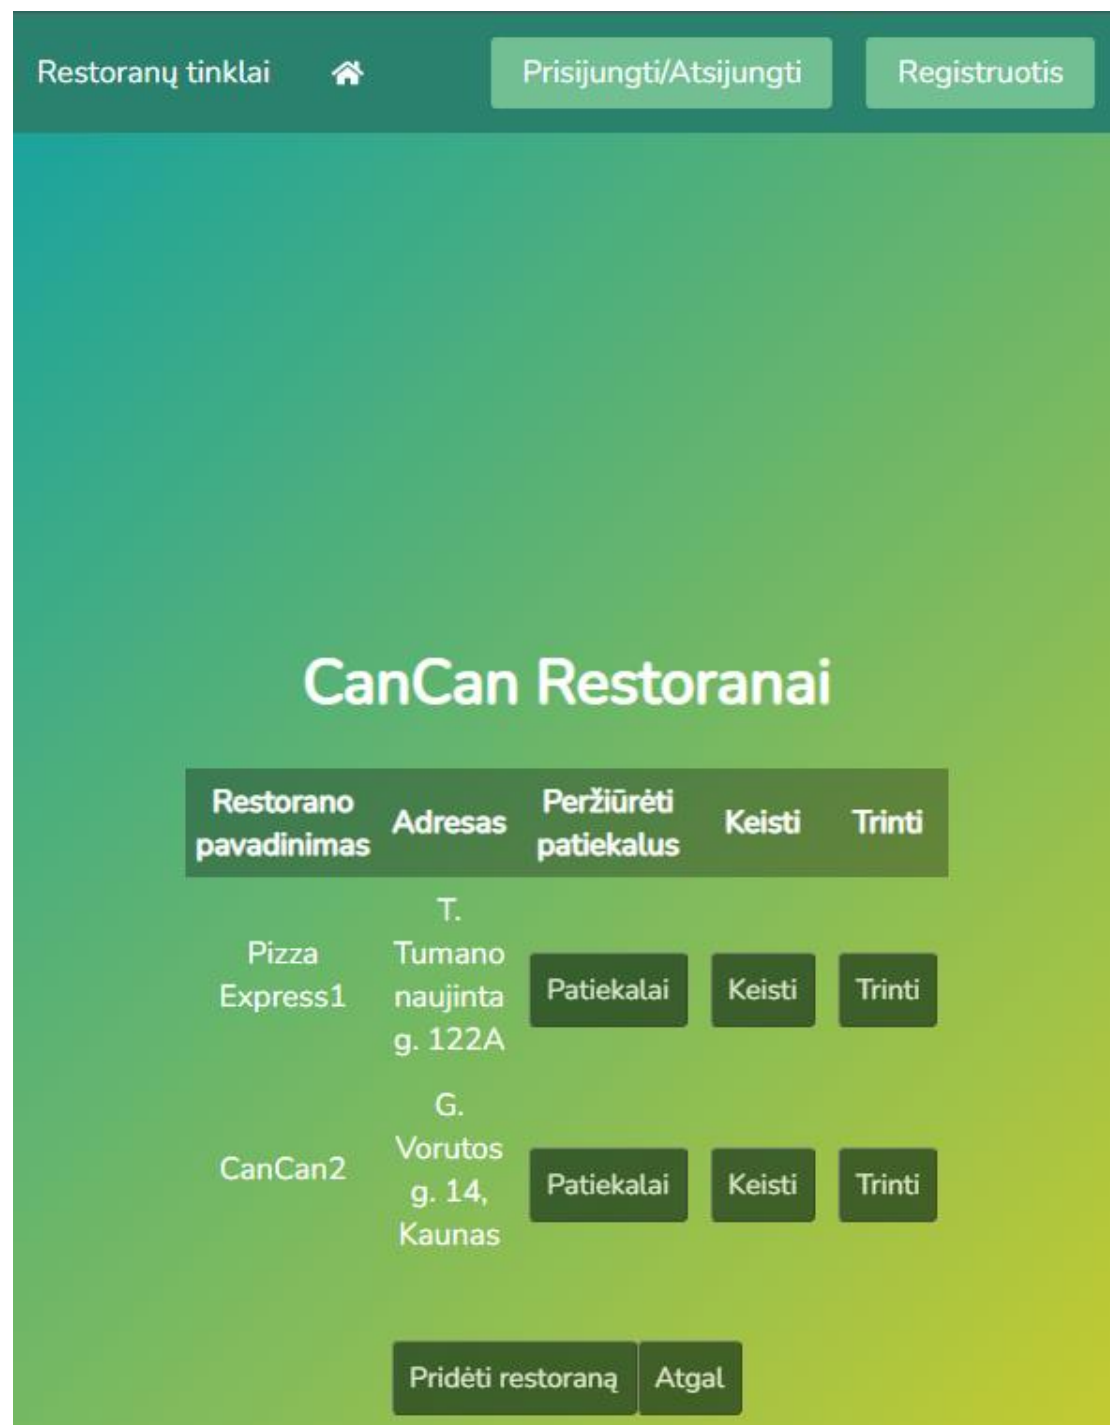 Restoranų tinklai Prisijungti/Atsijungti Registruotis
CanCan Restoranai
Restorano pavadinimas Adresas Peržiūrėti patiekalus Keisti Trinti
Pizza Express1
T.
Tumano
naujinta
g. 122A
Patiekalai Keisti Trinti
CanCan2
G.
Vorutos
g. 14,
Kaunas
Patiekalai Keisti Trinti
Pridėti restoraną Atgal